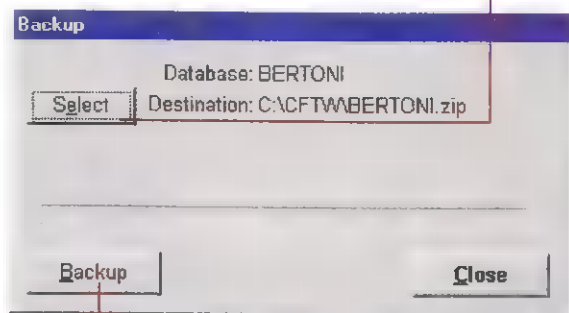 Backup
Database: BERTONI
Select Destination: C:\CFTW\BERTONI.zip
Backup Close